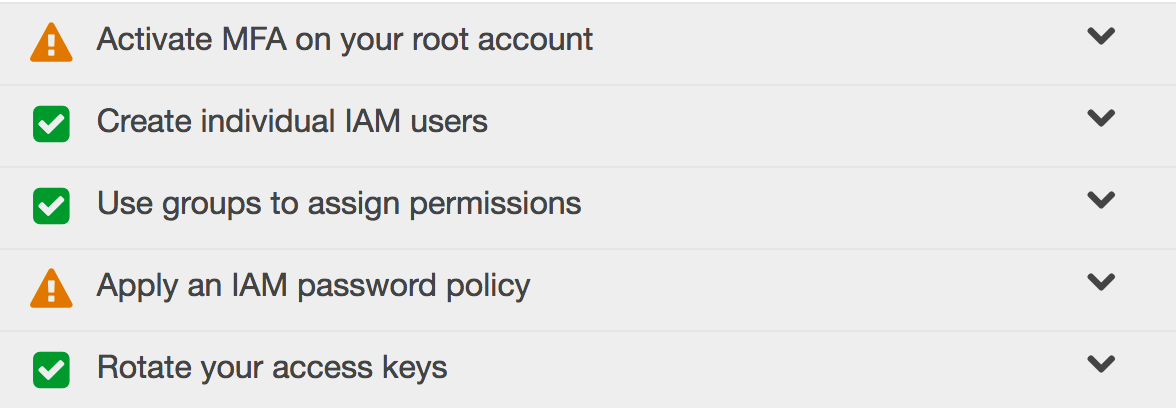 Activate MFA on your root account
Create individual IAM users
Use groups to assign permissions
Apply an IAM password policy
Rotate your access keys